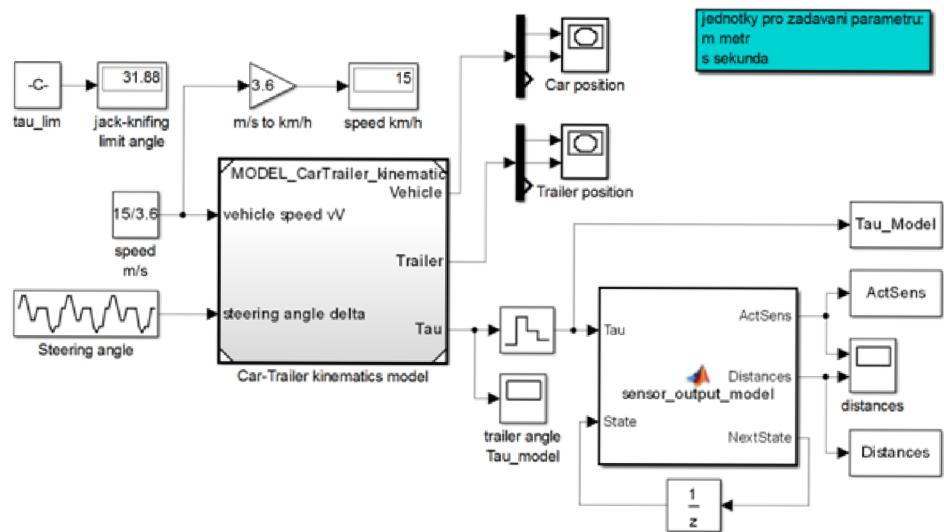 jednotky pro zadavani parametru:
m metr
s sekunda
-C-
tau_lim
31.88
jack-knifing
limit angle
3.6
m/s to km/h
15
speed km/h
Car position
Trailer position
MODEL_CarTrailer_kinematic
Vehicle
vehicle speed vV
Trailer
steering angle delta
Tau
Car-Trailer kinematics model
15/3.6
speed
m/s
Steering angle
trailer angle
Tau_model
Tau
State
ActSens
Distances
sensor_output_model
NextState
1
z
Tau_Model
ActSens
distances
Distances